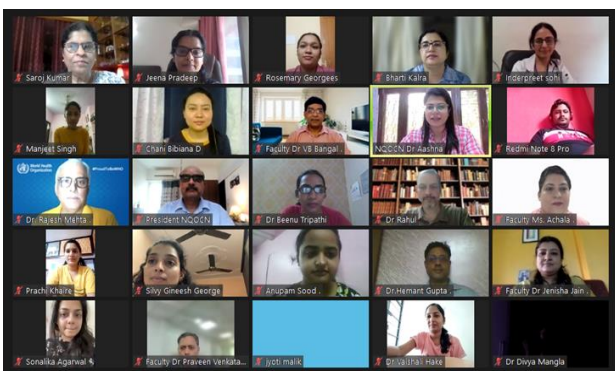 Saroj Kumar
Jeena Pradeep
Rosemary Georgees
Bharti Kalra
Inderpreet sohi
Manjeet Singh
Chani Bibiana D
Faculty Dr VB Bangal .
NQOCN Dr Aashna
Redmi Note 8 Pro
World Health
Organization
Dr. Rajesh Mehta
President NQOCN
Dr Beenu Tripathi
Dr Rahul
Faculty Ms. Achala .
Prachi Khaire
Silvy Gineesh George
Anupam Sood .
Dr.Hemant Gupta .
Faculty Dr Jenisha Jain .
Sonalika Agarwal
Faculty Dr Praveen Venkata...
jyoti malik
Dr Vaishali Hake
Dr Divya Mangla